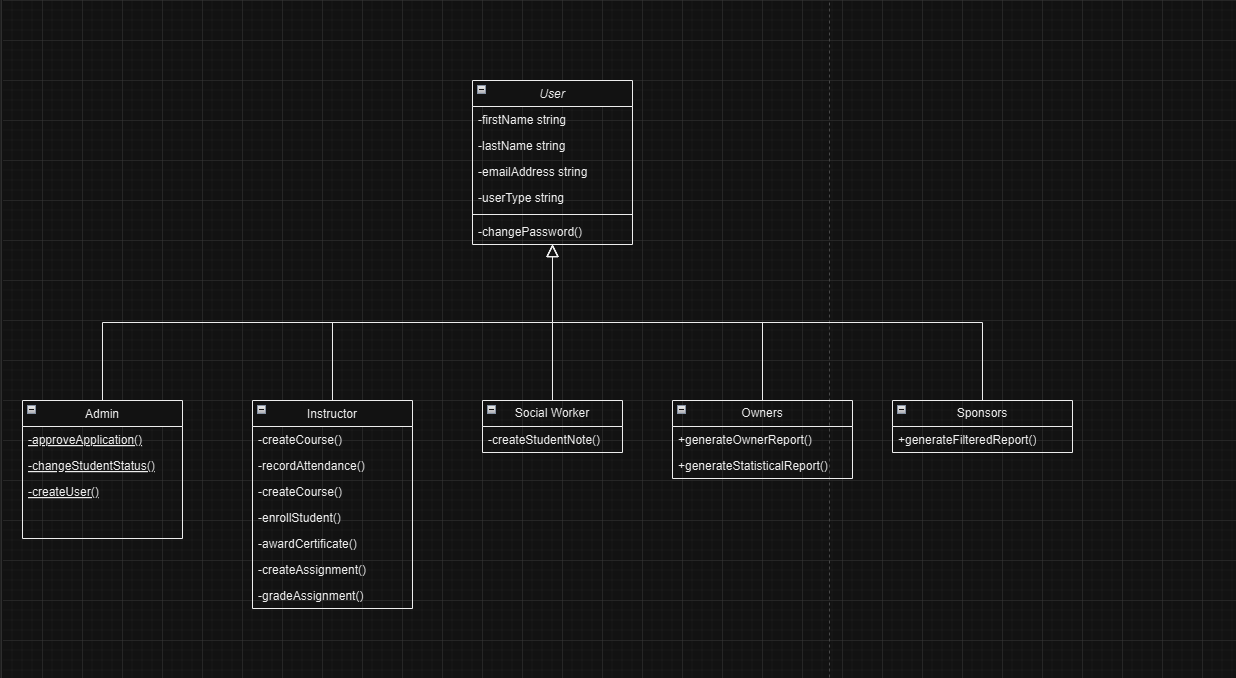 User
-firstName string
-lastName string
-emailAddress string
-userType string
-changePassword()
Admin
-approveApplication()
-changeStudentStatus()
-createUser()
Instructor
-createCourse()
-recordAttendance()
-createCourse()
-enrollStudent()
-awardCertificate()
-createAssignment()
-gradeAssignment()
Social Worker
-createStudentNote()
Owners
+generateOwnerReport()
+generateStatisticalReport()
Sponsors
+generateFilteredReport()